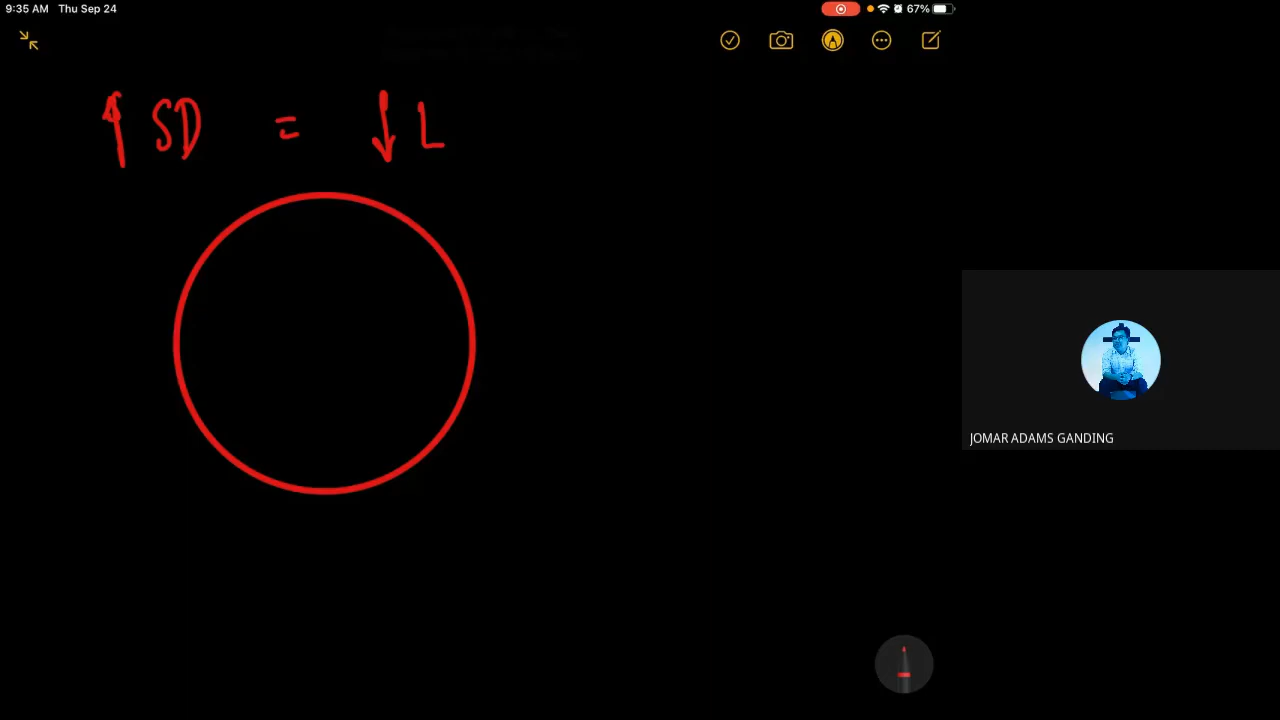 9:35 AM Thu Sep 24 67%
↑ SD = ↓ L
JOMAR ADAMS GANDING